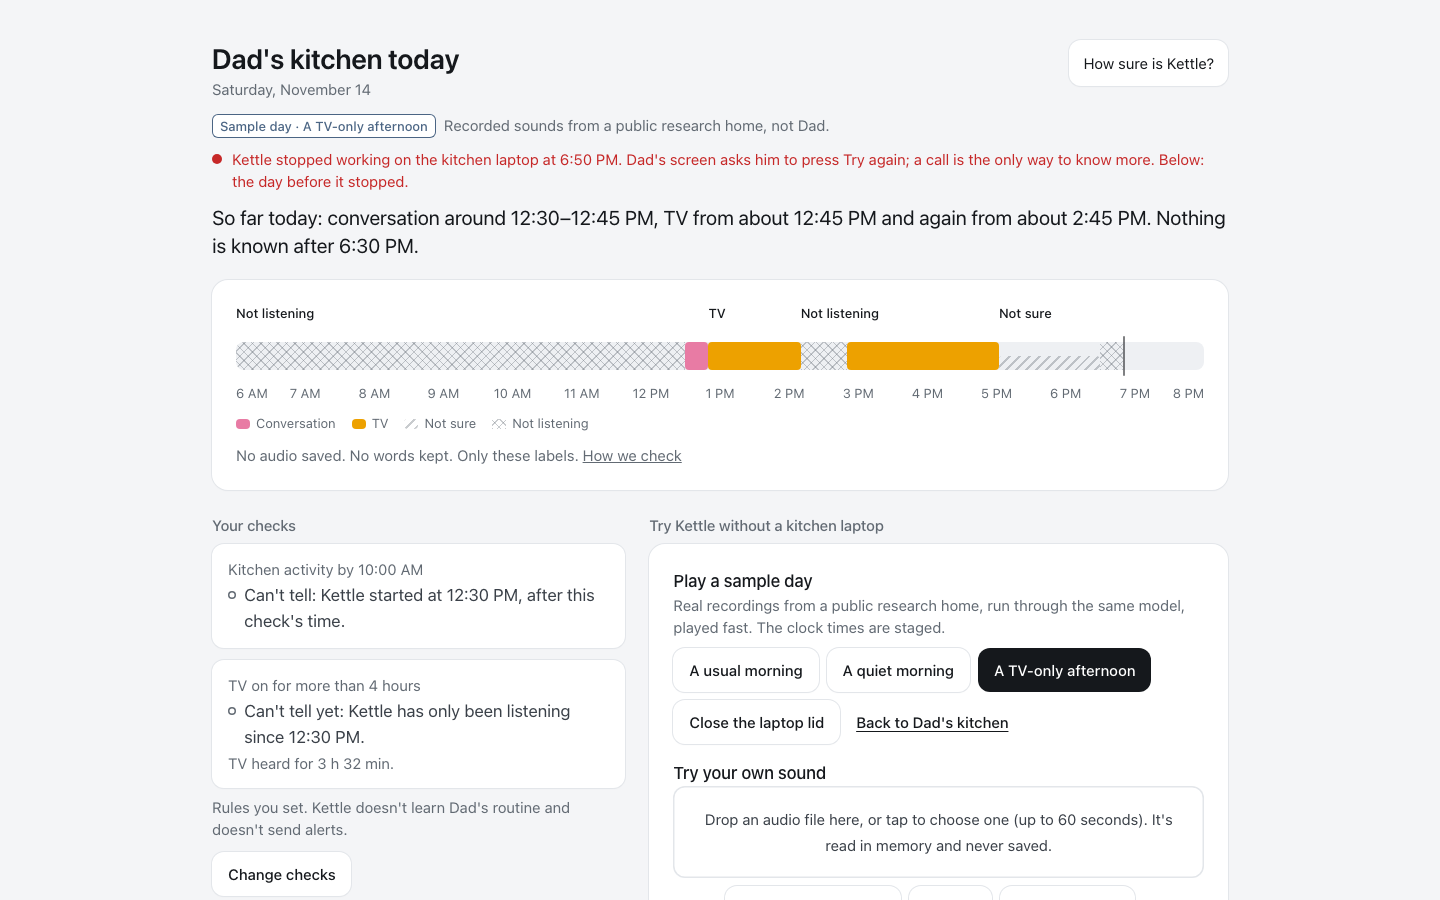 Dad's kitchen today
How sure is Kettle?
Saturday, November 14
Sample day · A TV-only afternoon
Recorded sounds from a public research home, not Dad.
Kettle stopped working on the kitchen laptop at 6:50 PM. Dad's screen asks him to press Try again; a call is the only way to know more. Below:
the day before it stopped.
So far today: conversation around 12:30–12:45 PM, TV from about 12:45 PM and again from about 2:45 PM. Nothing
is known after 6:30 PM.
Not listening
TV
Not listening
Not sure
6 AM
7 AM
8 AM
9 AM
10 AM
11 AM
12 PM
1 PM
2 PM
3 PM
4 PM
5 PM
6 PM
7 PM
8 PM
Conversation
TV
Not sure
Not listening
No audio saved. No words kept. Only these labels. How we check
Your checks
Kitchen activity by 10:00 AM
Can't tell: Kettle started at 12:30 PM, after this
check's time.
TV on for more than 4 hours
Can't tell yet: Kettle has only been listening
since 12:30 PM.
TV heard for 3 h 32 min.
Rules you set. Kettle doesn't learn Dad's routine and
doesn't send alerts.
Change checks
Try Kettle without a kitchen laptop
Play a sample day
Real recordings from a public research home, run through the same model,
played fast. The clock times are staged.
A usual morning
A quiet morning
A TV-only afternoon
Close the laptop lid
Back to Dad's kitchen
Try your own sound
Drop an audio file here, or tap to choose one (up to 60 seconds). It's
read in memory and never saved.